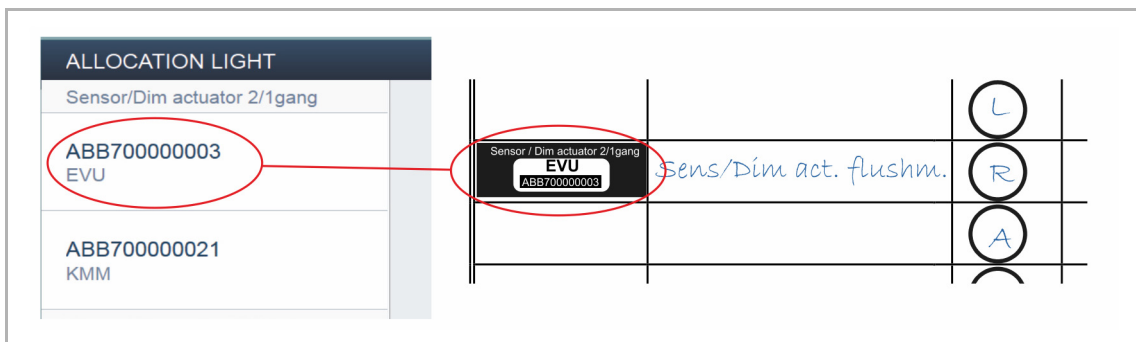 ALLOCATION LIGHT
Sensor/Dim actuator 2/1gang
ABB700000003
EVU
ABB700000021
KMM
L
Sensor / Dim actuator 2/1gang
EVU
ABB700000003
Sens/Dim act. flushm.
R
A